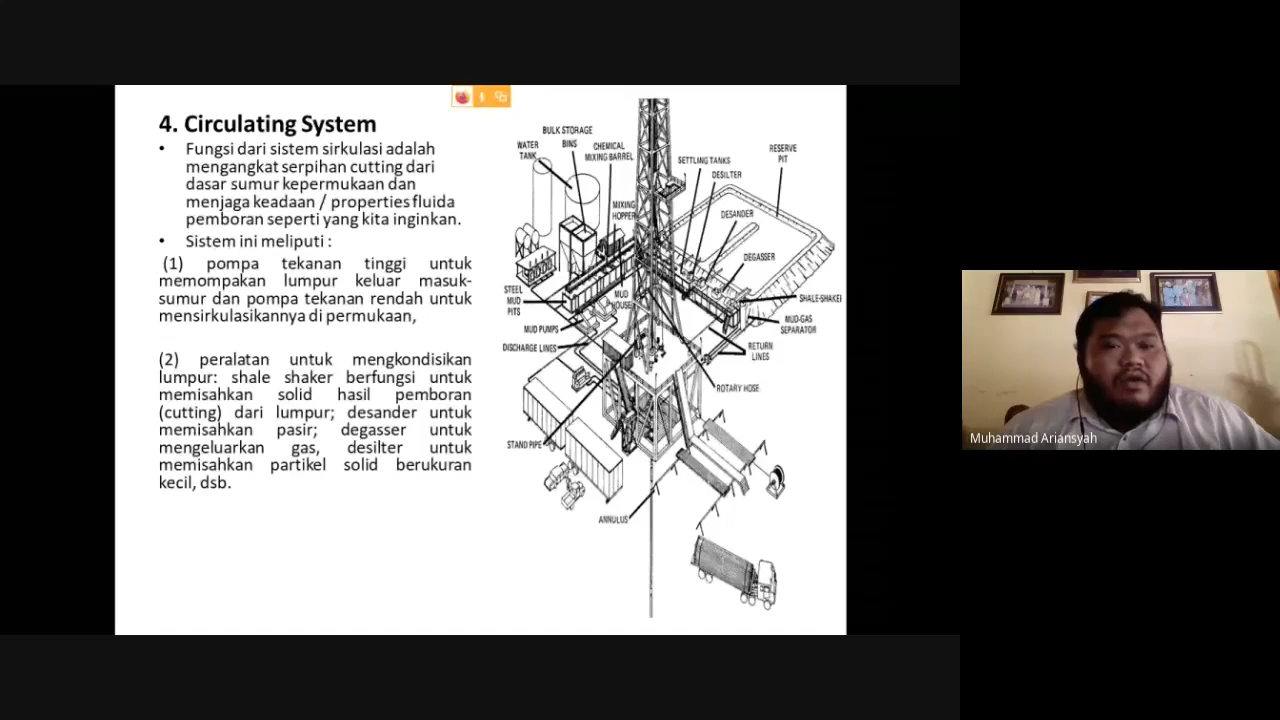 4. Circulating System
• Fungsi dari sistem sirkulasi adalah
mengangkat serpihan cutting dari
dasar sumur kepermukaan dan
menjaga keadaan / properties fluida
pemboran seperti yang kita inginkan.
• Sistem ini meliputi :
(1) pompa tekanan tinggi untuk
memompakan lumpur keluar masuk-
sumur dan pompa tekanan rendah untuk
mensirkulasikannya di permukaan,
(2) peralatan untuk mengkondisikan
lumpur: shale shaker berfungsi untuk
memisahkan solid hasil pemboran
(cutting) dari lumpur; desander untuk
memisahkan pasir; degasser untuk
mengeluarkan gas, desilter untuk
memisahkan partikel solid berukuran
kecil, dsb.
BULK STORAGE
BINS
WATER
TANK
CHEMICAL
MIXING BARREL
SETTLING TANKS
RESERVE
PIT
DESILTER
MIXING
HOPPER
DESANDER
DEGASSER
STEEL
MUD
PITS
MUD
HOUSE
SHALE-SHAKER
MUD PUMPS
MUD-GAS
SEPARATOR
DISCHARGE LINES
RETURN
LINES
ROTARY HOSE
STAND PIPE
ANNULUS
Muhammad Ariansyah